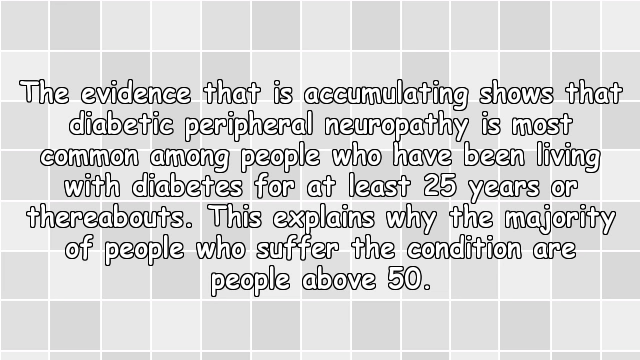 The evidence that is accumulating shows that
diabetic peripheral neuropathy is most
common among people who have been living
with diabetes for at least 25 years or
thereabouts. This explains why the majority
of people who suffer the condition are
people above 50.